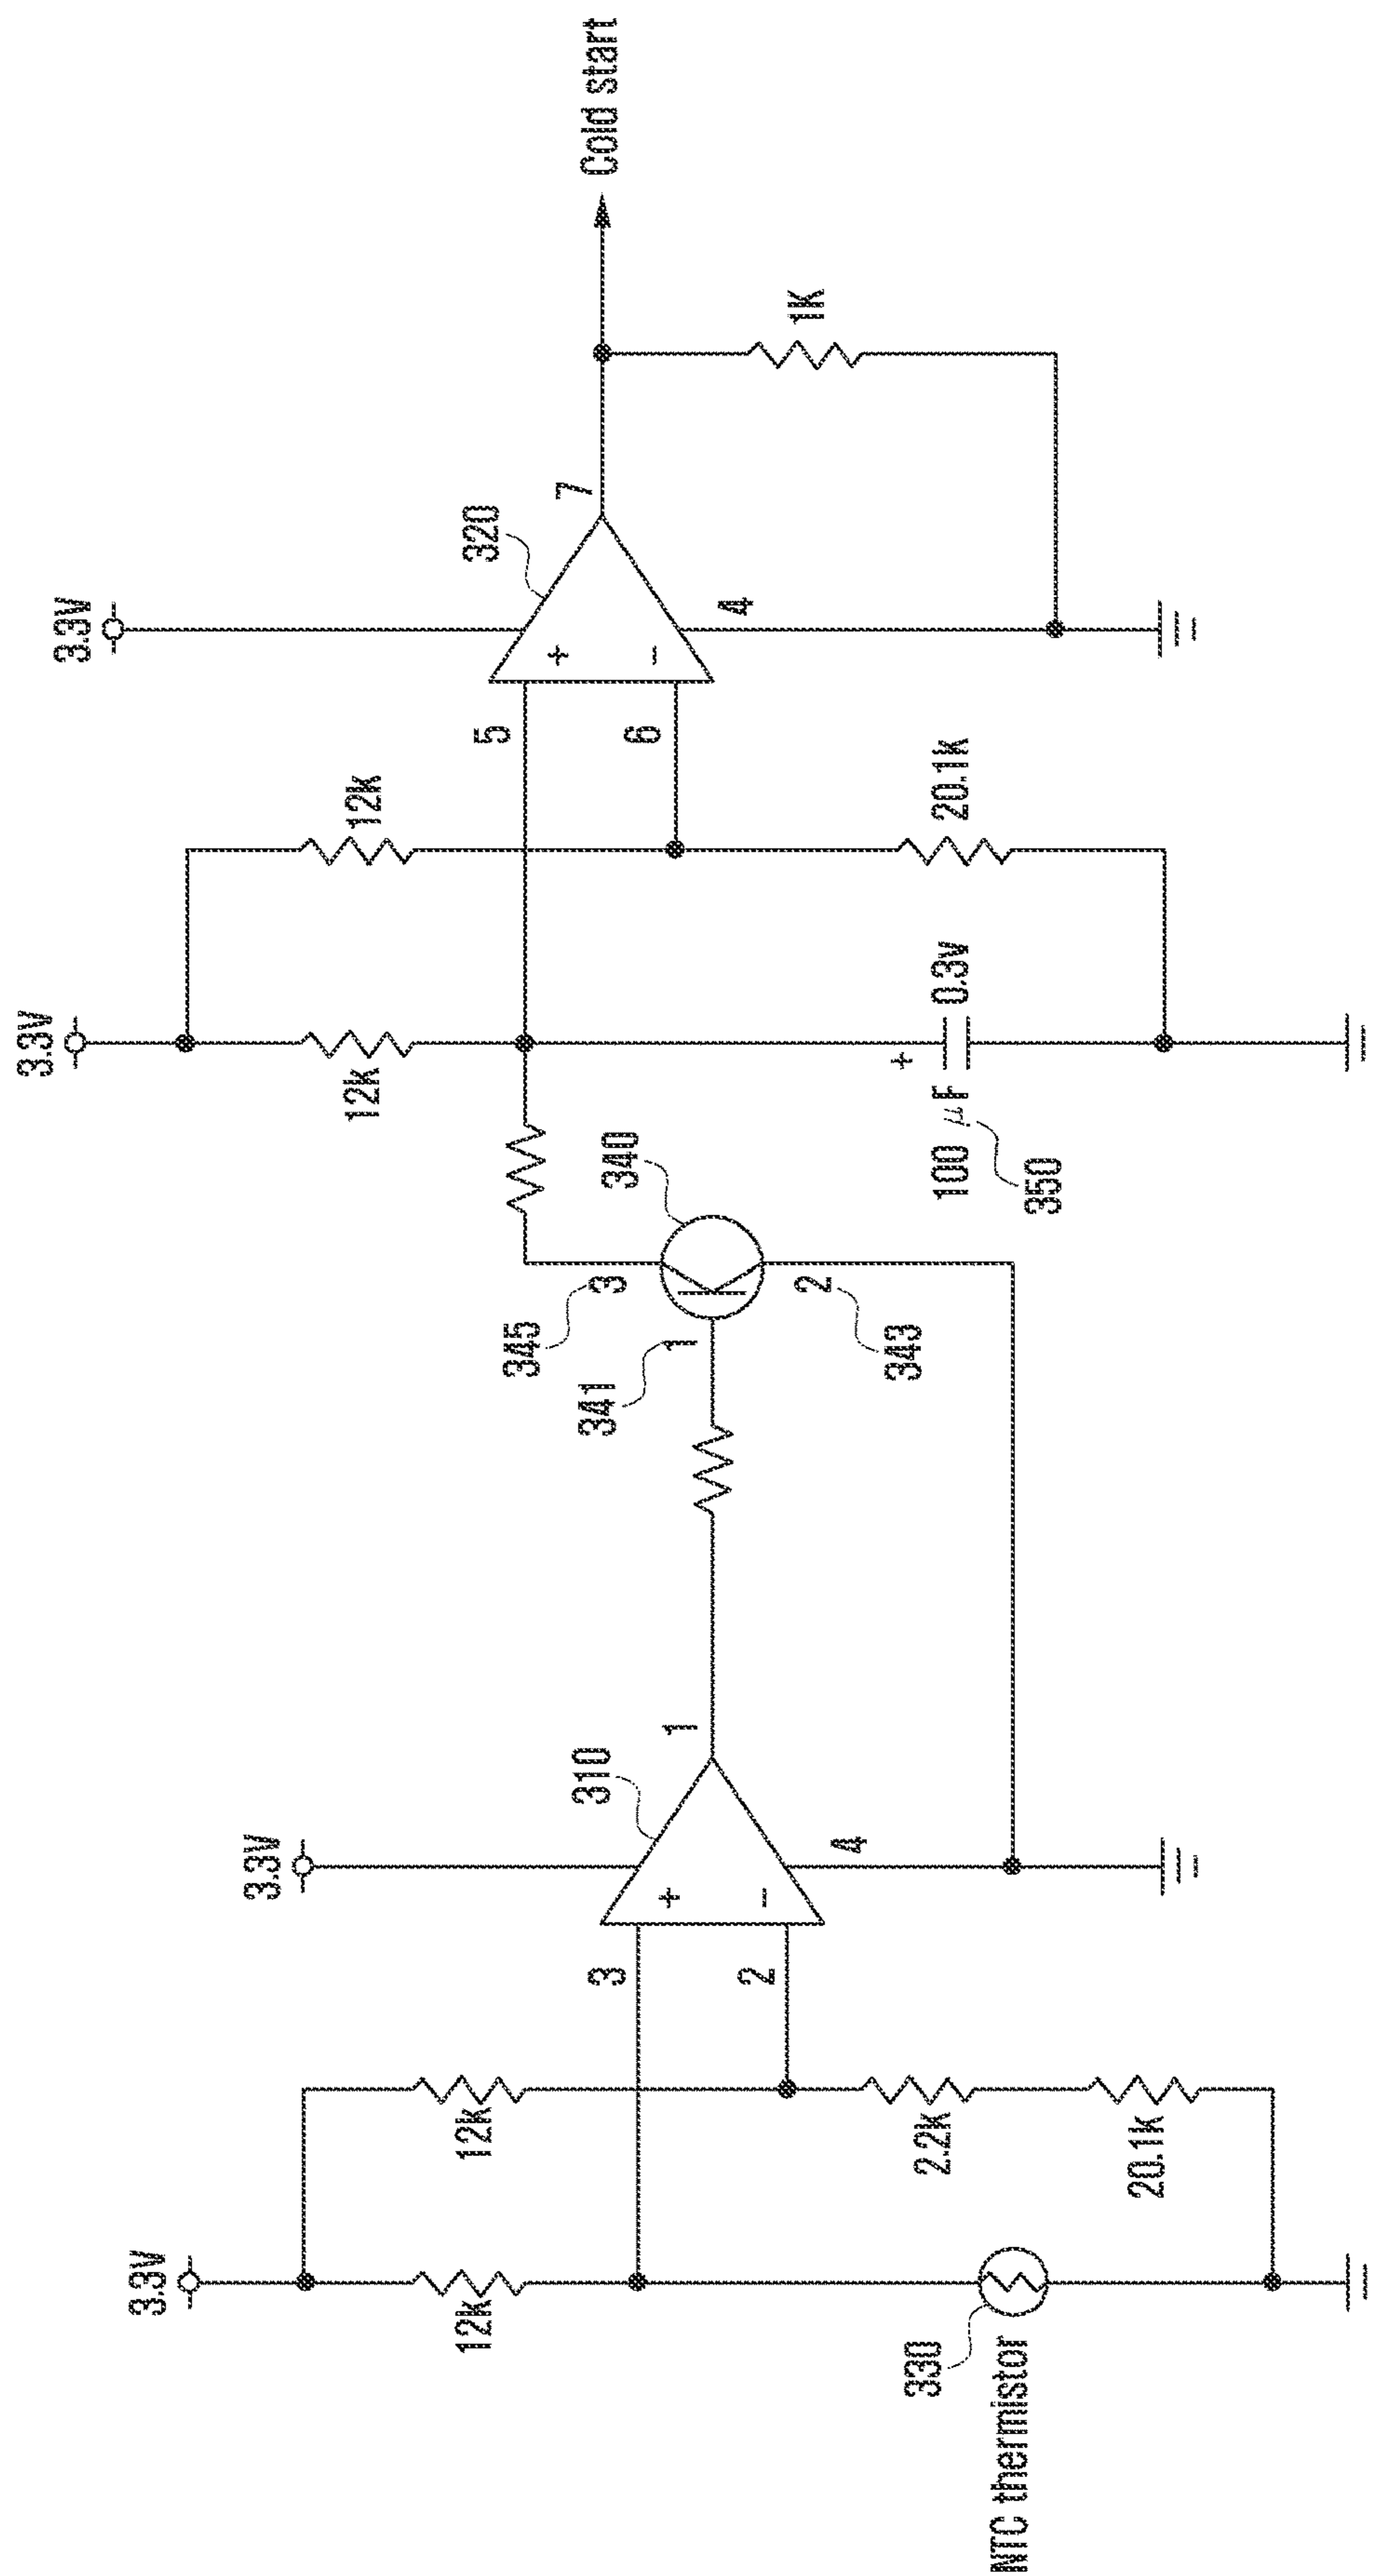 3.3V
12k
12k
330
NTC thermistor
2.2k
20.1k
3
2
+
−
3.3V
310
4
1
341
1
345
3
340
2
343
3.3V
12k
12k
+
100 μF
0.3v
350
20.1k
5
6
+
−
3.3V
320
4
7
1K
Cold start